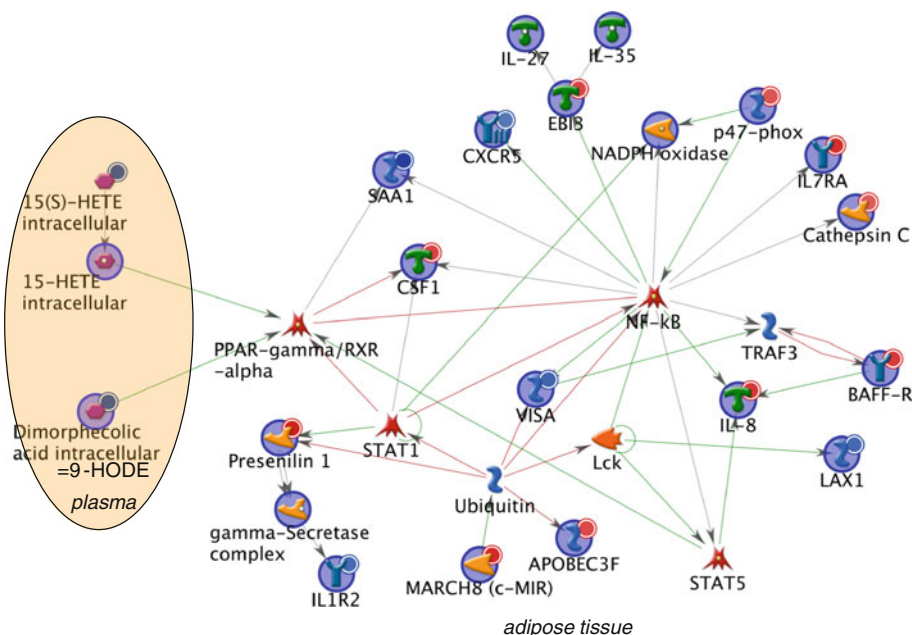 IL-27
IL-35
EBI3
CXCR5
NADPH oxidase
p47-phox
SAA1
IL7RA
15(S)-HETE
intracellular
Cathepsin C
CSF1
15-HETE
intracellular
NF-kB
PPAR-gamma/RXR
-alpha
TRAF3
VISA
BAFF-R
IL-8
Dimorphecolic
acid intracellular
=9-HODE
plasma
STAT1
Presenilin 1
Lck
LAX1
Ubiquitin
gamma-Secretase
complex
APOBEC3F
MARCH8 (c-MIR)
STAT5
IL1R2
adipose tissue